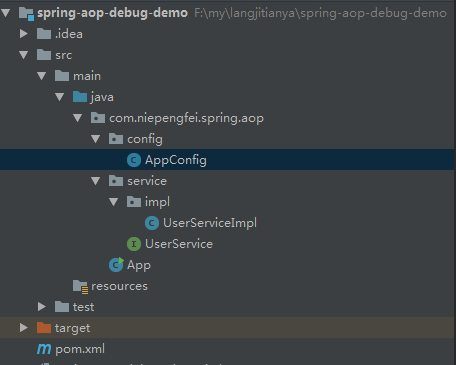 spring-aop-debug-demo F:\my\langjitianya\spring-aop-debug-demo
.idea
src
main
java
com.niepengfei.spring.aop
config
C AppConfig
service
impl
C UserServiceImpl
I UserService
C App
resources
test
target
m pom.xml